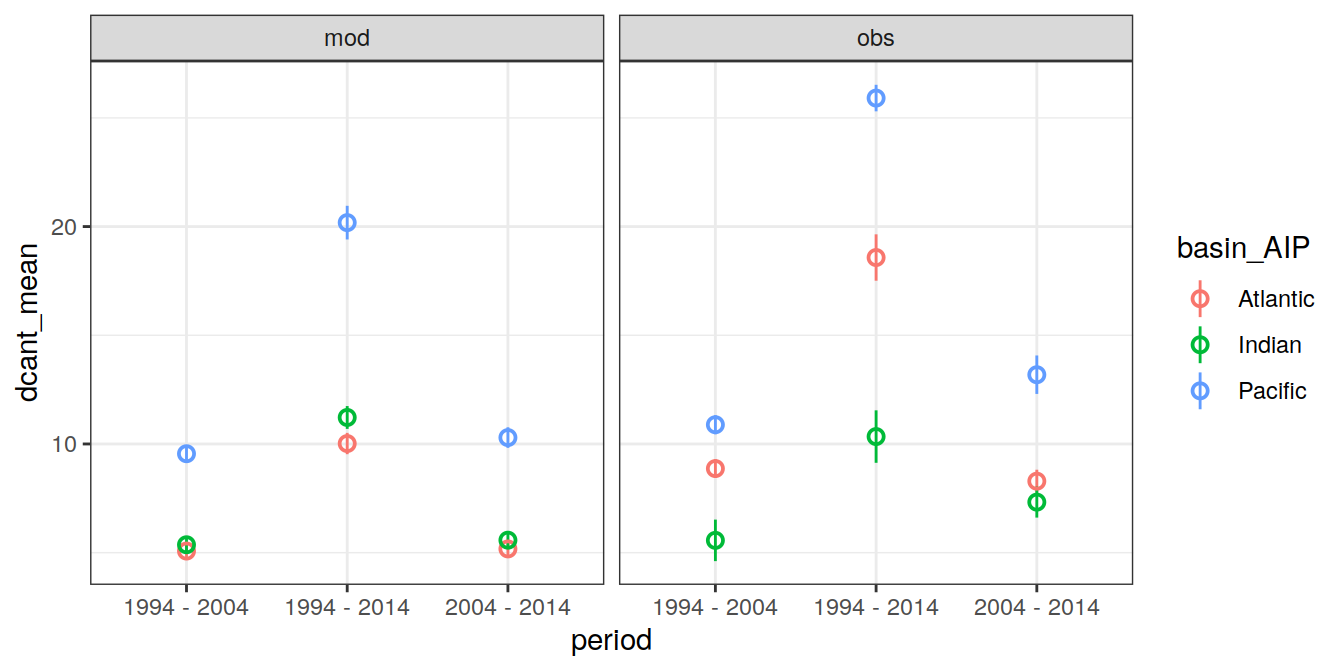 mod
obs
dcant_mean
20
10
1994 - 2004
1994 - 2014
2004 - 2014
1994 - 2004
1994 - 2014
2004 - 2014
period
basin_AIP
Atlantic
Indian
Pacific